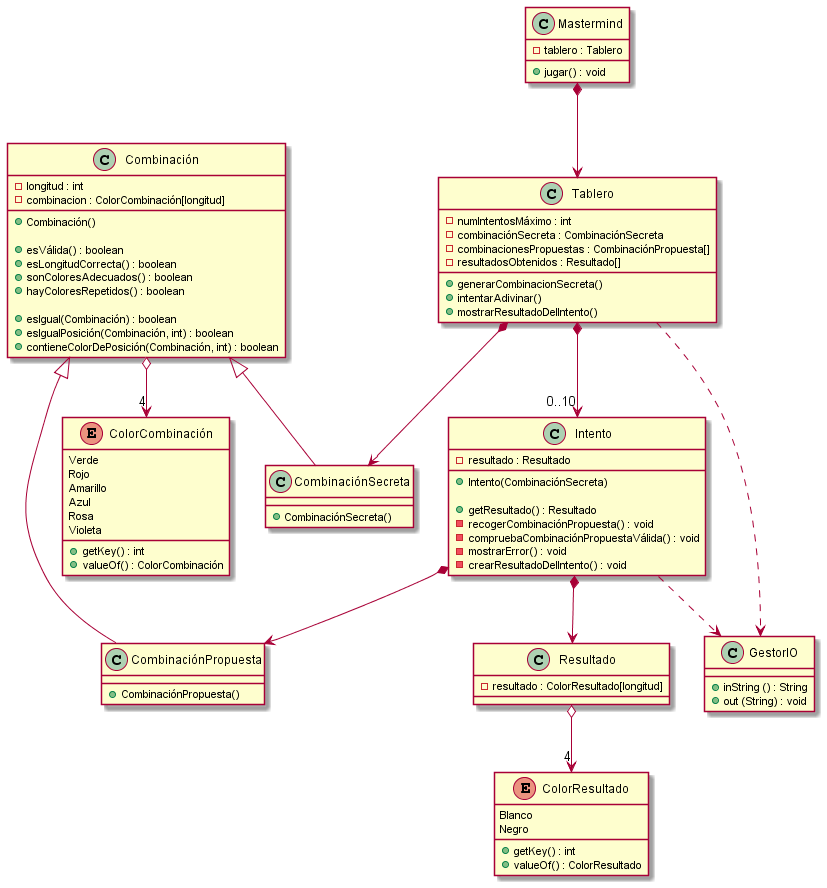 C Mastermind
tablero : Tablero
jugar() : void
C Combinación
longitud : int
combinacion : ColorCombinación[longitud]
Combinación()
esVálida() : boolean
esLongitudCorrecta() : boolean
sonColoresAdecuados() : boolean
hayColoresRepetidos() : boolean
esIgual(Combinación) : boolean
esIgualPosición(Combinación, int) : boolean
contieneColorDePosición(Combinación, int) : boolean
C Tablero
numIntentosMáximo : int
combinaciónSecreta : CombinaciónSecreta
combinacionesPropuestas : CombinaciónPropuesta[]
resultadosObtenidos : Resultado[]
generarCombinacionSecreta()
intentarAdivinar()
mostrarResultadoDelIntento()
4
0..10
E ColorCombinación
Verde
Rojo
Amarillo
Azul
Rosa
Violeta
getKey() : int
valueOf() : ColorCombinación
C CombinaciónSecreta
CombinaciónSecreta()
C Intento
resultado : Resultado
Intento(CombinaciónSecreta)
getResultado() : Resultado
recogerCombinaciónPropuesta() : void
compruebaCombinaciónPropuestaVálida() : void
mostrarError() : void
crearResultadoDelIntento() : void
C CombinaciónPropuesta
CombinaciónPropuesta()
C Resultado
resultado : ColorResultado[longitud]
C GestorIO
inString () : String
out (String) : void
4
E ColorResultado
Blanco
Negro
getKey() : int
valueOf() : ColorResultado